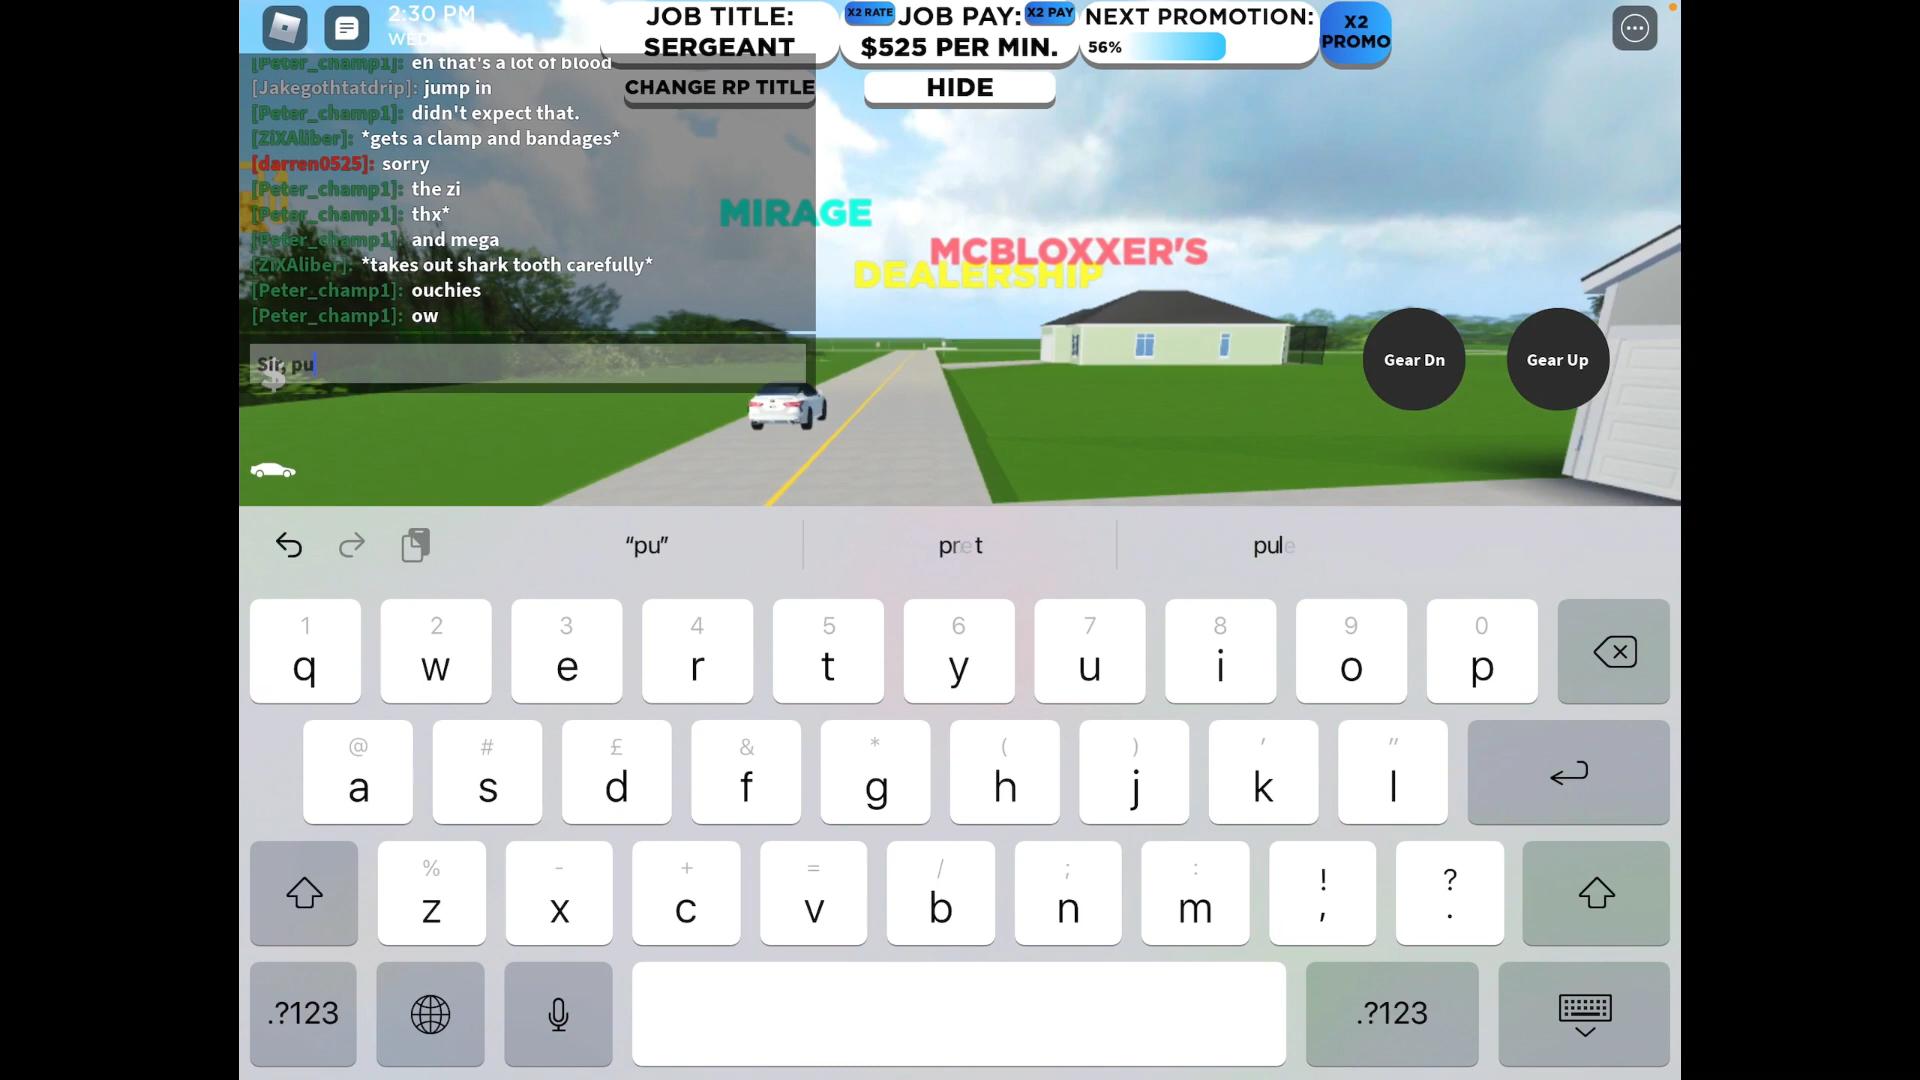 2:30 PM
WED
JOB TITLE:
SERGEANT
X2 RATE
JOB PAY:
X2 PAY
$525 PER MIN.
NEXT PROMOTION:
56%
X2
PROMO
CHANGE RP TITLE
HIDE
[Peter_champ1]: eh that's a lot of blood
[Jakegothtatdrip]: jump in
[Peter_champ1]: didn't expect that.
[ZiXAliber]: *gets a clamp and bandages*
[darren0525]: sorry
[Peter_champ1]: the zi
[Peter_champ1]: thx*
[Peter_champ1]: and mega
[ZiXAliber]: *takes out shark tooth carefully*
[Peter_champ1]: ouchies
[Peter_champ1]: ow
Sir, pu
$
MIRAGE
MCBLOXXER'S
DEALERSHIP
Gear Dn
Gear Up
“pu”
pret
pule
1 2 3 4 5 6 7 8 9 0
q w e r t y u i o p
@ # £ & * ( ) ' "
a s d f g h j k l
% - + = / ; : ! ?
z x c v b n m , .
.?123
.?123